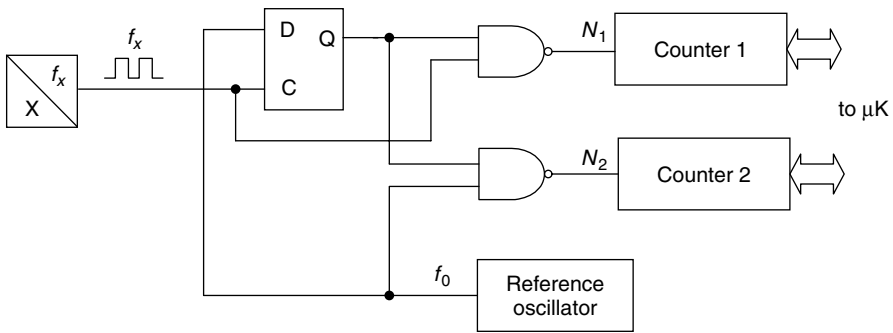 f_x
X
f_x
D
Q
C
N_1
Counter 1
to μK
N_2
Counter 2
f_0
Reference
oscillator